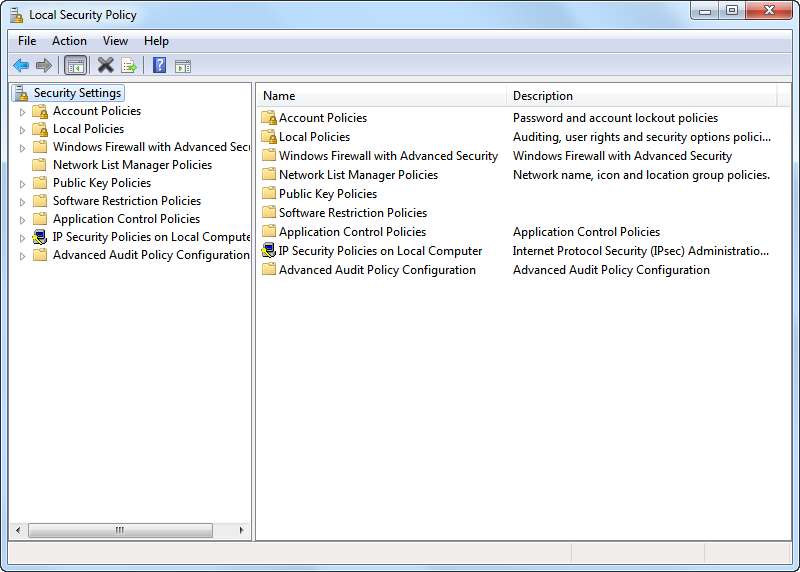 Local Security Policy
File Action View Help
Security Settings
Account Policies
Local Policies
Windows Firewall with Advanced Secu
Network List Manager Policies
Public Key Policies
Software Restriction Policies
Application Control Policies
IP Security Policies on Local Compute
Advanced Audit Policy Configuration
Name Description
Account Policies Password and account lockout policies
Local Policies Auditing, user rights and security options polici...
Windows Firewall with Advanced Security Windows Firewall with Advanced Security
Network List Manager Policies Network name, icon and location group policies.
Public Key Policies
Software Restriction Policies
Application Control Policies Application Control Policies
IP Security Policies on Local Computer Internet Protocol Security (IPsec) Administratio...
Advanced Audit Policy Configuration Advanced Audit Policy Configuration